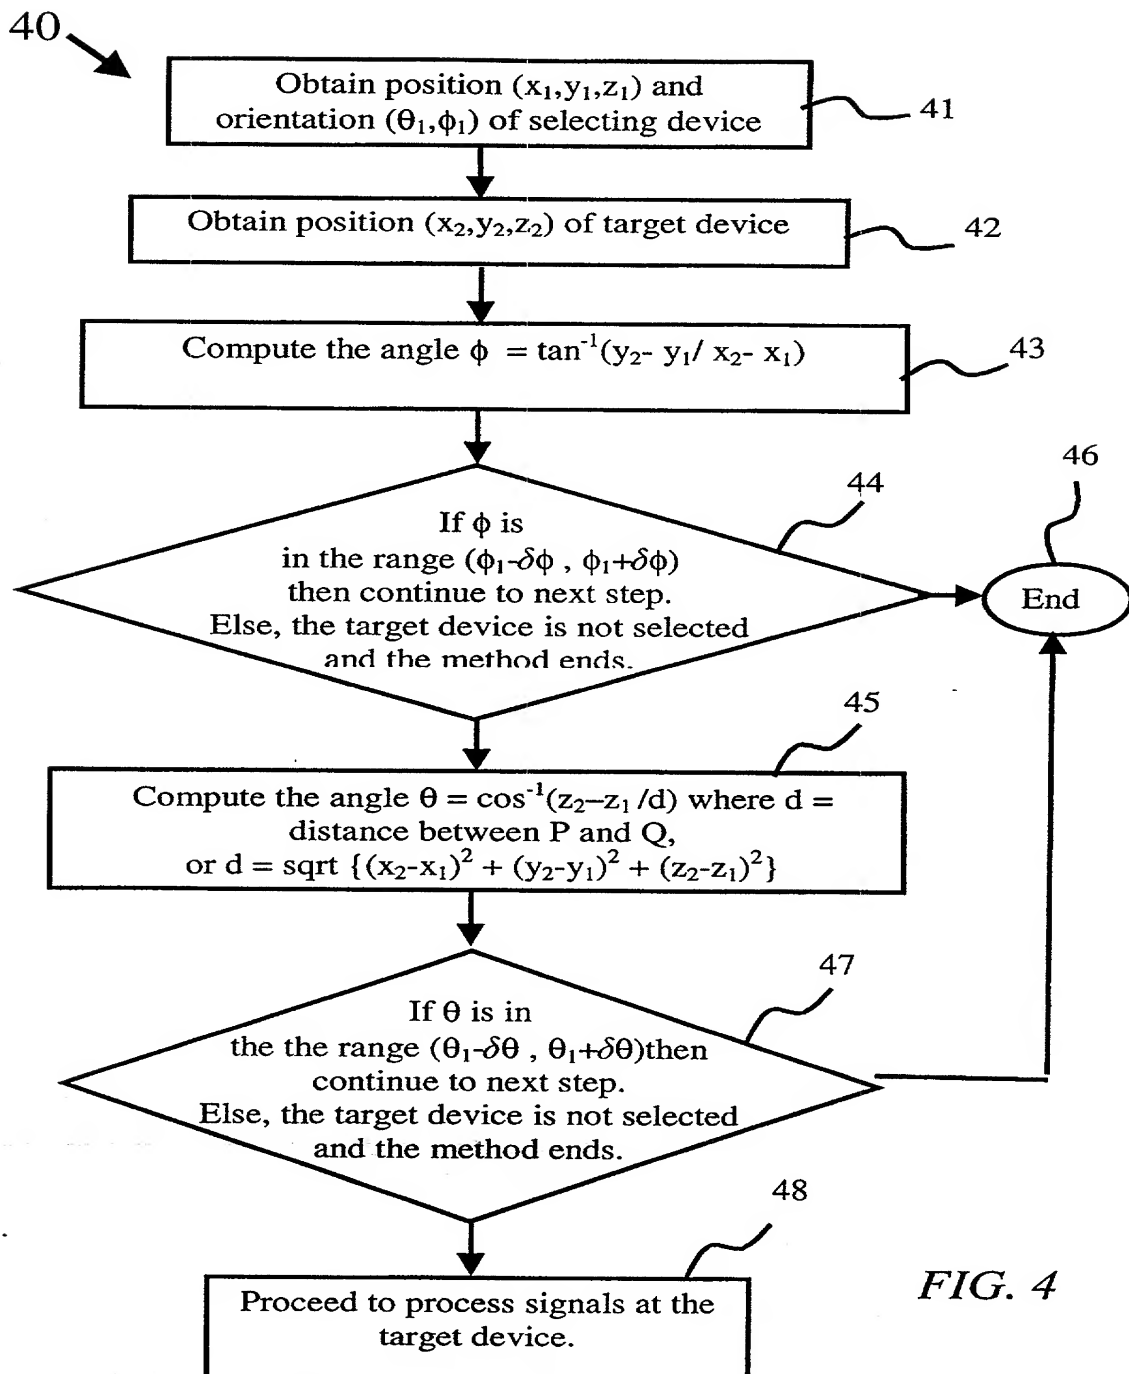 40
Obtain position (x₁,y₁,z₁) and
orientation (θ₁,ϕ₁) of selecting device
41
Obtain position (x₂,y₂,z₂) of target device
42
Compute the angle ϕ = tan⁻¹(y₂- y₁/ x₂- x₁)
43
44
46
If ϕ is
in the range (ϕ₁-δϕ , ϕ₁+δϕ)
then continue to next step.
Else, the target device is not selected
and the method ends.
End
45
Compute the angle θ = cos⁻¹(z₂–z₁ /d) where d =
distance between P and Q,
or d = sqrt {(x₂-x₁)² + (y₂-y₁)² + (z₂-z₁)²}
47
If θ is in
the the range (θ₁-δθ , θ₁+δθ)then
continue to next step.
Else, the target device is not selected
and the method ends.
48
Proceed to process signals at the
target device.
FIG. 4